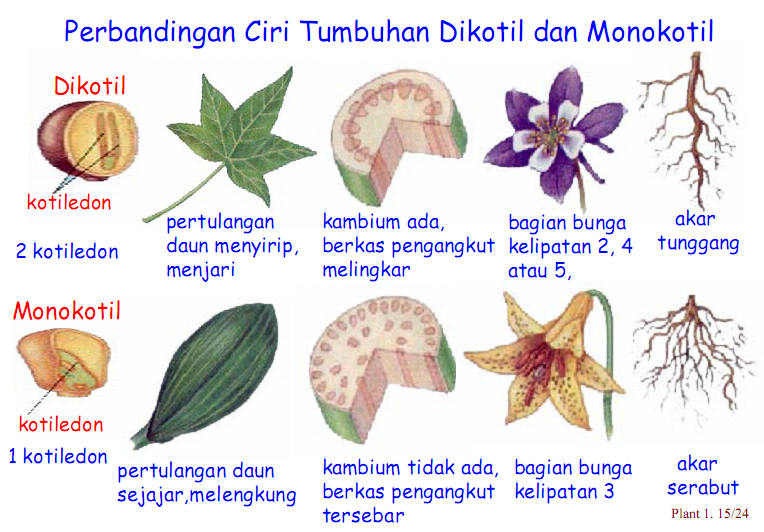 Perbandingan Ciri Tumbuhan Dikotil dan Monokotil
Dikotil
kotiledon
2 kotiledon
pertulangan
daun menyirip,
menjari
kambium ada,
berkas pengangkut
melingkar
bagian bunga
kelipatan 2, 4
atau 5,
akar
tunggang
Monokotil
kotiledon
1 kotiledon
pertulangan daun
sejajar,melengkung
kambium tidak ada,
berkas pengangkut
tersebar
bagian bunga
kelipatan 3
akar
serabut
Plant 1. 15/24